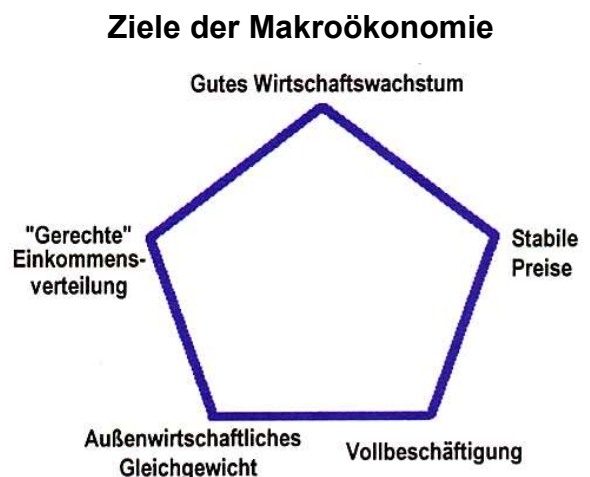 Ziele der Makroökonomie
Gutes Wirtschaftswachstum
"Gerechte"
Einkommens-
verteilung
Stabile
Preise
Außenwirtschaftliches
Gleichgewicht
Vollbeschäftigung